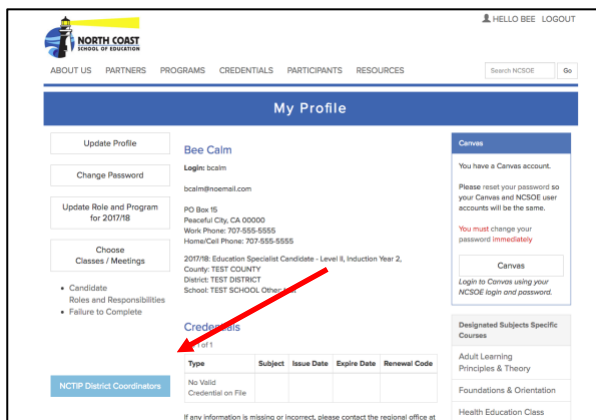 HELLO BEE LOGOUT
NORTH COAST
SCHOOL OF EDUCATION
ABOUT US PARTNERS PROGRAMS CREDENTIALS PARTICIPANTS RESOURCES
Search NCSOE Go
My Profile
Update Profile
Change Password
Update Role and Program
for 2017/18
Choose
Classes / Meetings
• Candidate
Roles and Responsibilities
• Failure to Complete
NCTIP District Coordinators
Bee Calm
Login: bcalm
bcalm@noemail.com
PO Box 15
Peaceful City, CA 00000
Work Phone: 707-555-5555
Home/Cell Phone: 707-555-5555
2017/18: Education Specialist Candidate - Level II, Induction Year 2,
County: TEST COUNTY
District: TEST DISTRICT
School: TEST SCHOOL Other:
Credentials
of 1
Type Subject Issue Date Expire Date Renewal Code
No Valid
Credential on File
If any information is missing or incorrect, please contact the regional office at
Canvas
You have a Canvas account.
Please reset your password so
your Canvas and NCSOE user
accounts will be the same.
You must change your
password immediately
Canvas
Login to Canvas using your
NCSOE login and password.
Designated Subjects Specific
Courses
Adult Learning
Principles & Theory
Foundations & Orientation
Health Education Class